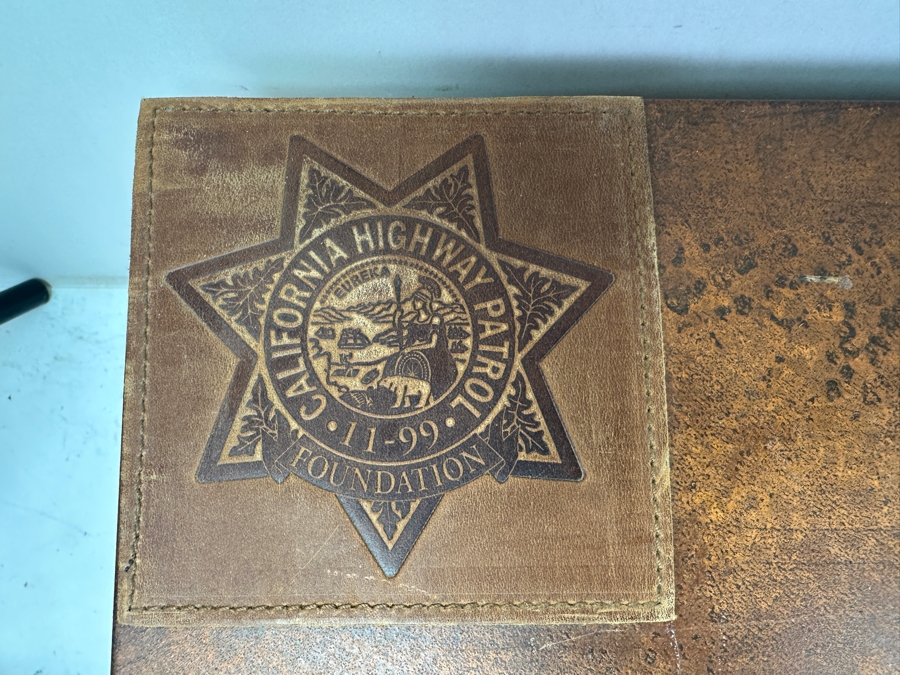 CALIFORNIA HIGHWAY PATROL
EUREKA
• 11-99 •
FOUNDATION